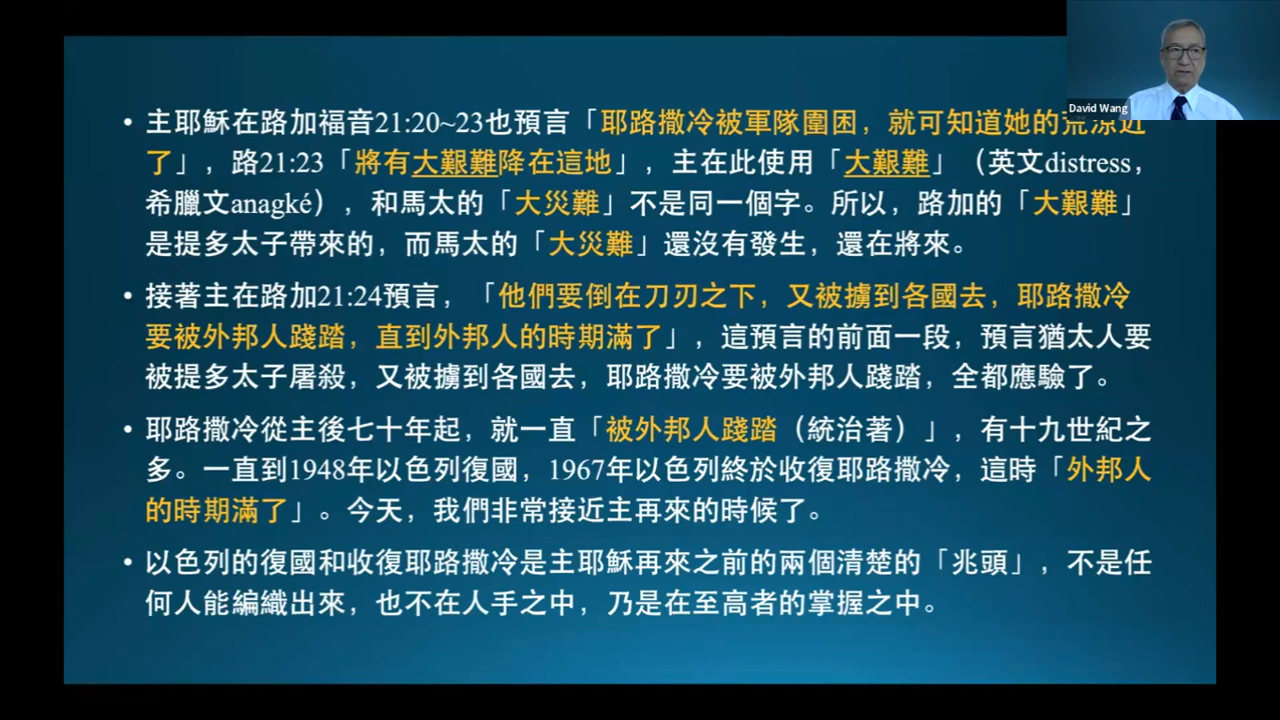 David Wang
• 主耶穌在路加福音21:20~23也預言「耶路撒冷被軍隊圍困，就可知道她的荒涼近
了」，路21:23「將有大艱難降在這地」，主在此使用「大艱難」（英文distress，
希臘文anagké），和馬太的「大災難」不是同一個字。所以，路加的「大艱難」
是提多太子帶來的，而馬太的「大災難」還沒有發生，還在將來。
• 接著主在路加21:24預言，「他們要倒在刀刃之下，又被擄到各國去，耶路撒冷
要被外邦人踐踏，直到外邦人的時期滿了」，這預言的前面一段，預言猶太人要
被提多太子屠殺，又被擄到各國去，耶路撒冷要被外邦人踐踏，全都應驗了。
• 耶路撒冷從主後七十年起，就一直「被外邦人踐踏（統治著）」，有十九世紀之
多。一直到1948年以色列復國，1967年以色列終於收復耶路撒冷，這時「外邦人
的時期滿了」。今天，我們非常接近主再來的時候了。
• 以色列的復國和收復耶路撒冷是主耶穌再來之前的兩個清楚的「兆頭」，不是任
何人能編織出來，也不在人手之中，乃是在至高者的掌握之中。